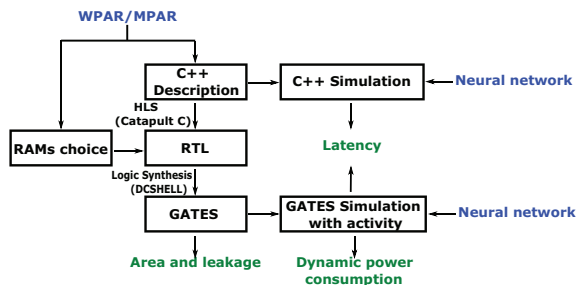 WPAR/MPAR
C++
Description
C++ Simulation
Neural network
HLS
(Catapult C)
RAMs choice
RTL
Latency
Logic Synthesis
(DCSHELL)
GATES
GATES Simulation
with activity
Neural network
Area and leakage
Dynamic power
consumption